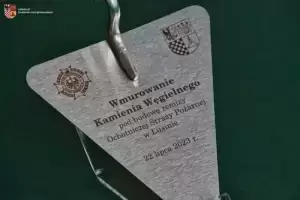 Wmurowanie
Kamienia Węgielnego
pod budowę remizy
Ochotniczej Straży Pożarnej
w Lusinie
22 lipca 2023 r.